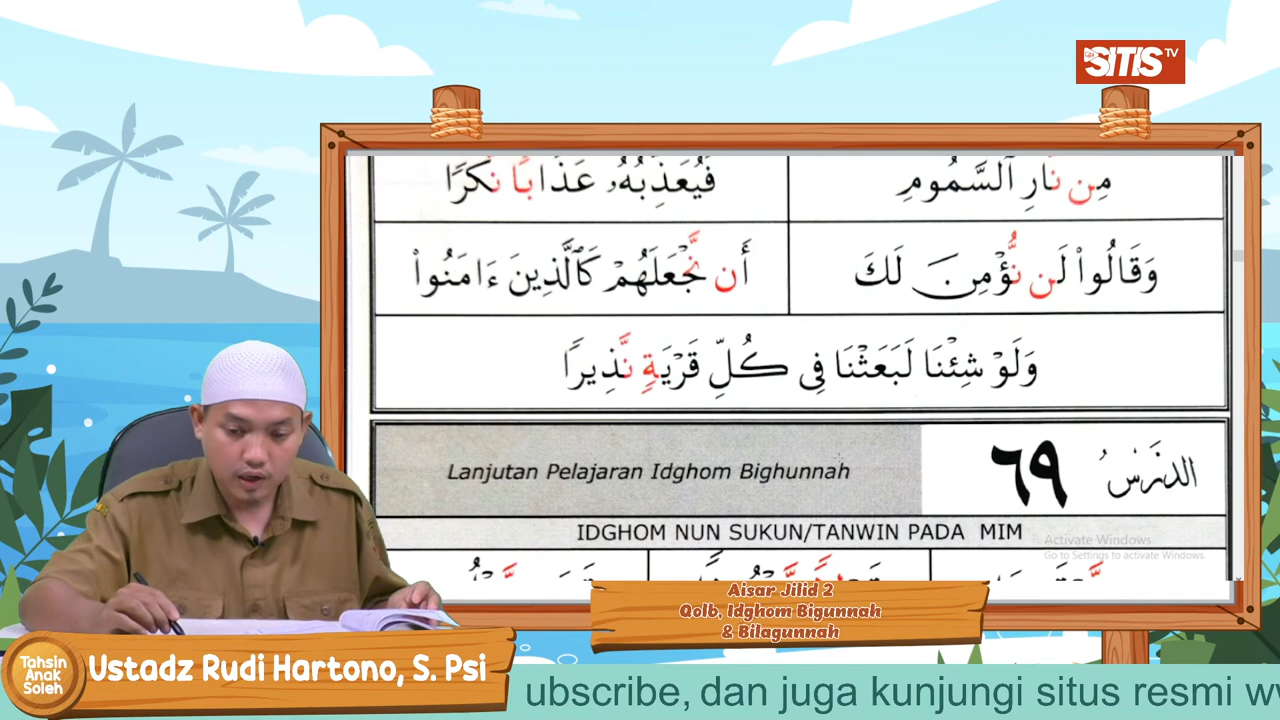 SITIS TV
مِن نَّارِ ٱلسَّمُومِ
فَيُعَذِّبُهُۥ عَذَابًا نُّكْرًا
وَقَالُوا۟ لَن نُّؤْمِنَ لَكَ
أَن نَّجْعَلَهُمْ كَٱلَّذِينَ ءَامَنُوا۟
وَلَوْ شِئْنَا لَبَعَثْنَا فِى كُلِّ قَرْيَةٍ نَّذِيرًا
الدَّرْسُ ٦٩
Lanjutan Pelajaran Idghom Bighunnah
IDGHOM NUN SUKUN/TANWIN PADA MIM
Activate Windows
Go to Settings to activate Windows.
Aisar Jilid 2
Qolb, Idghom Bigunnah
& Bilagunnah
Tahsin
Anak
Soleh
Ustadz Rudi Hartono, S. Psi
ubscribe, dan juga kunjungi situs resmi